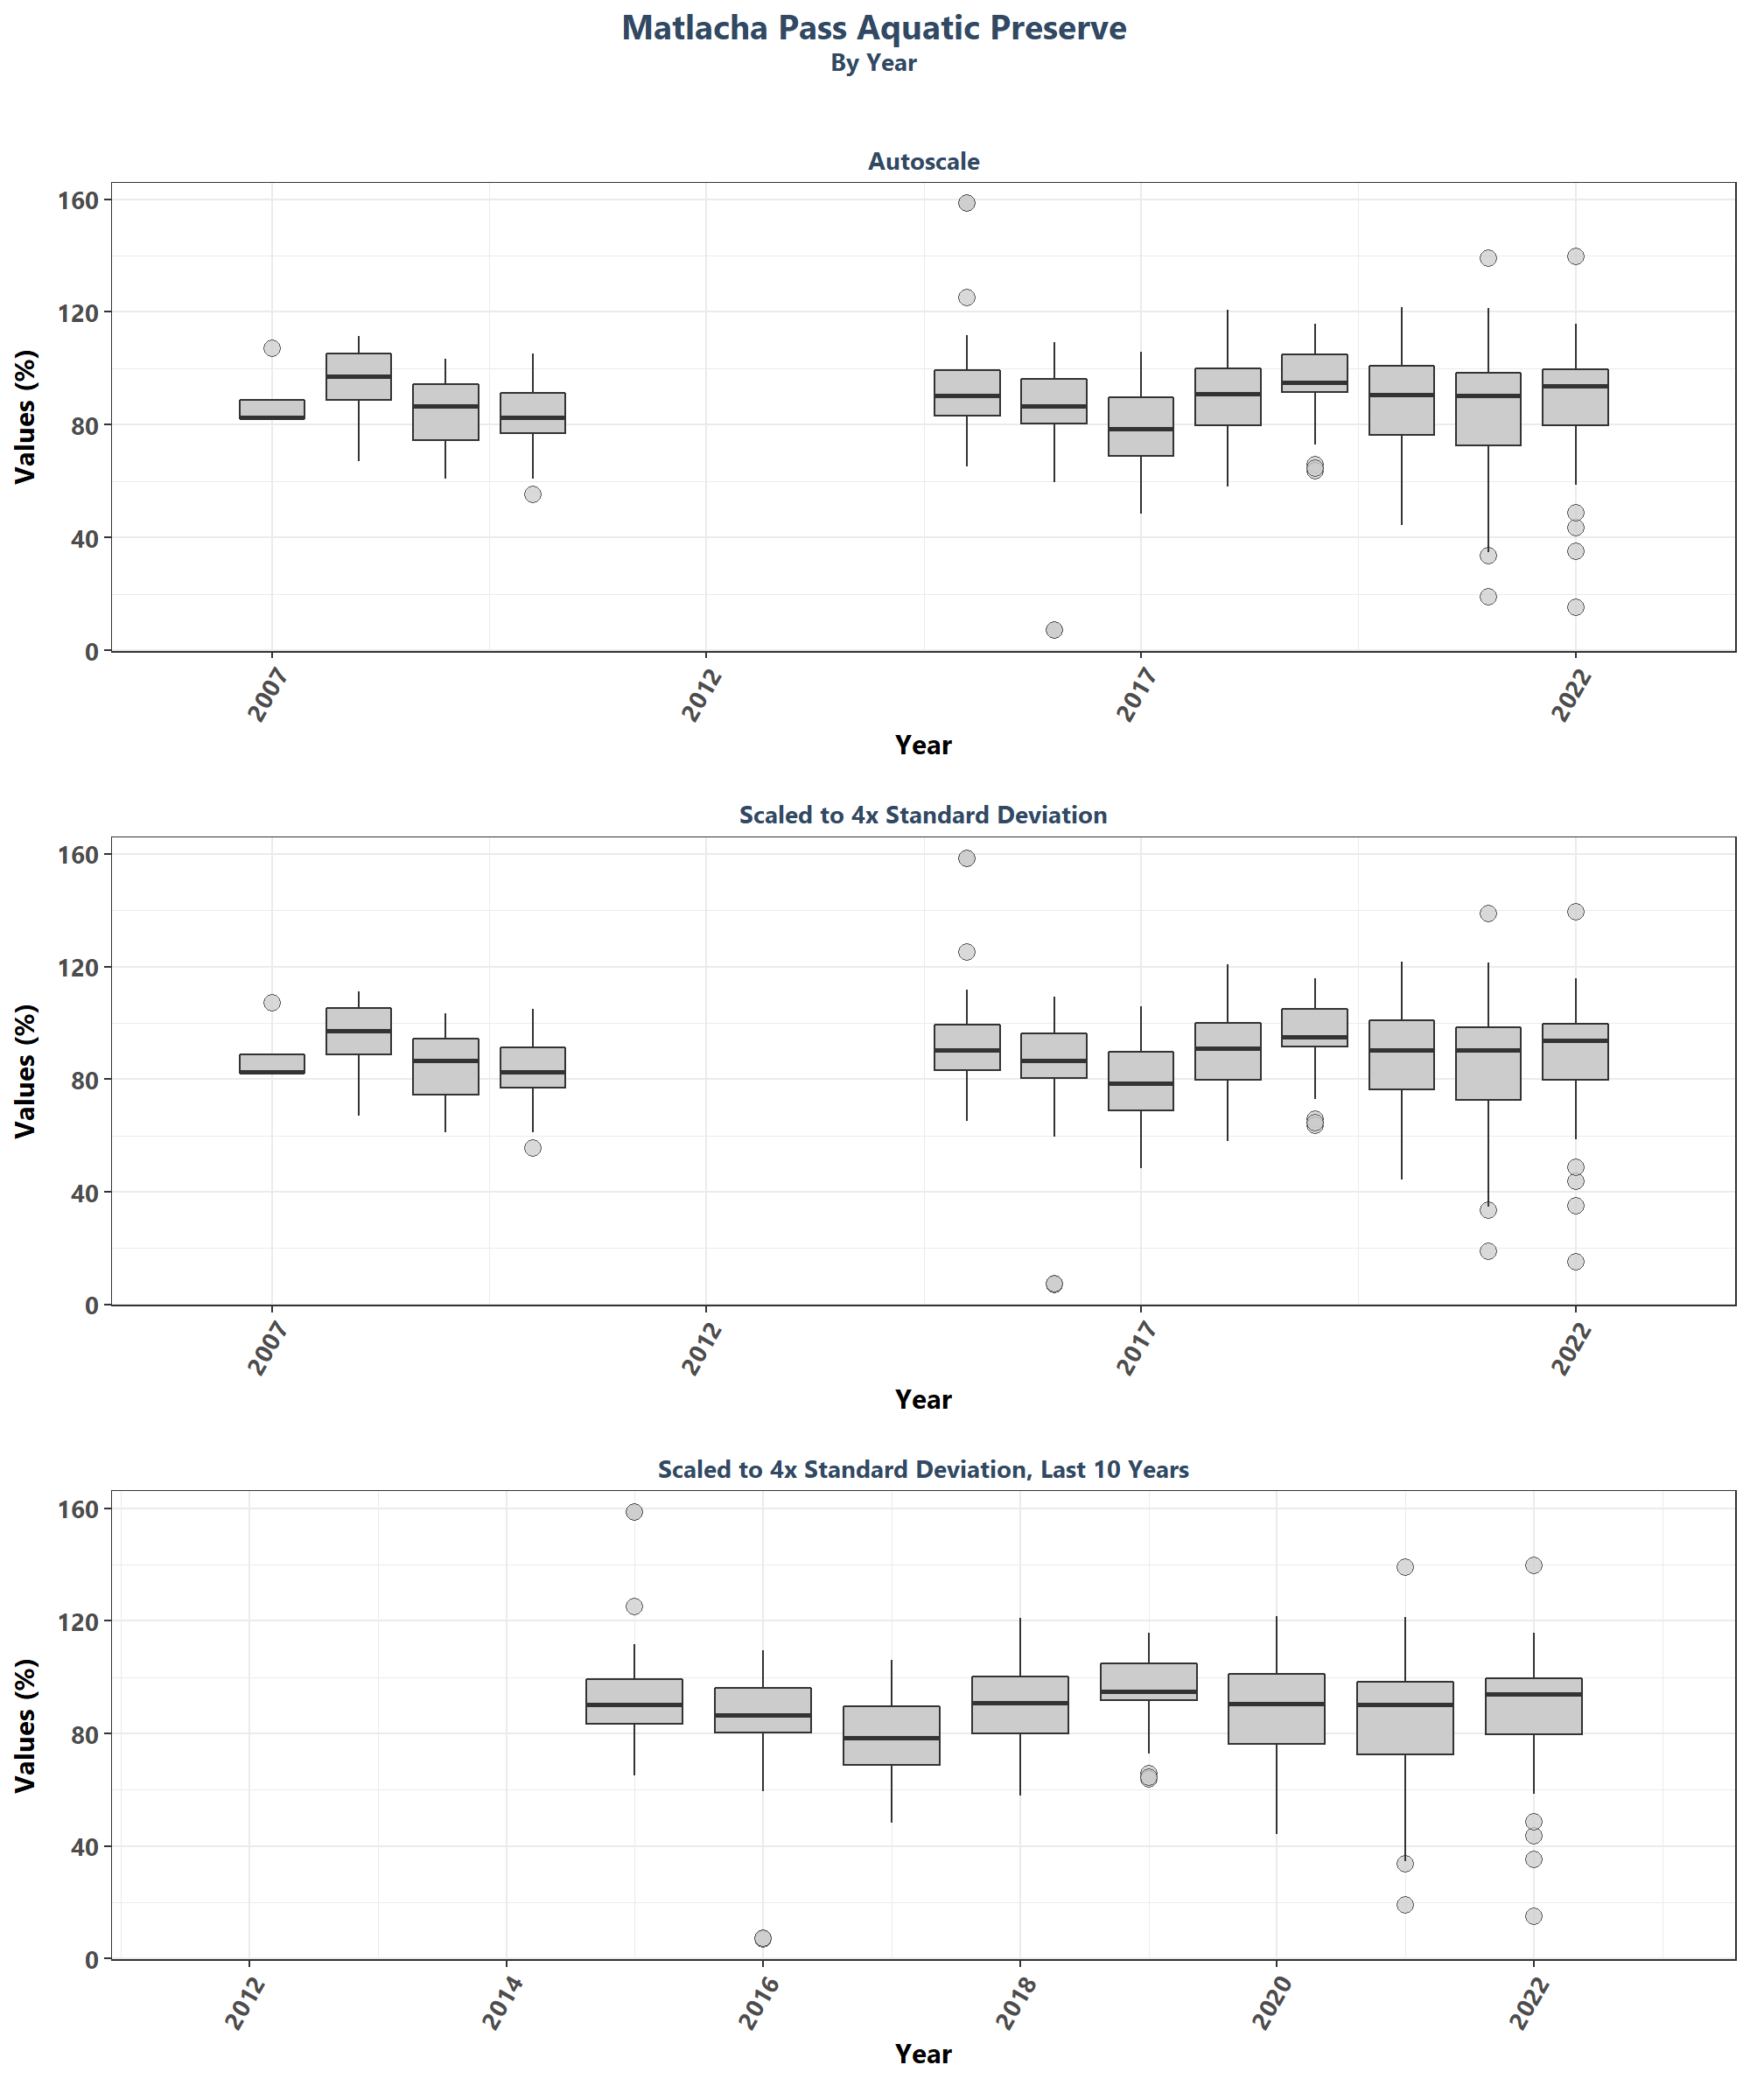 Matlacha Pass Aquatic Preserve
By Year
Autoscale
Values (%)
160
120
80
40
0
2007
2012
2017
2022
Year
Scaled to 4x Standard Deviation
Values (%)
160
120
80
40
0
2007
2012
2017
2022
Year
Scaled to 4x Standard Deviation, Last 10 Years
Values (%)
160
120
80
40
0
2012
2014
2016
2018
2020
2022
Year